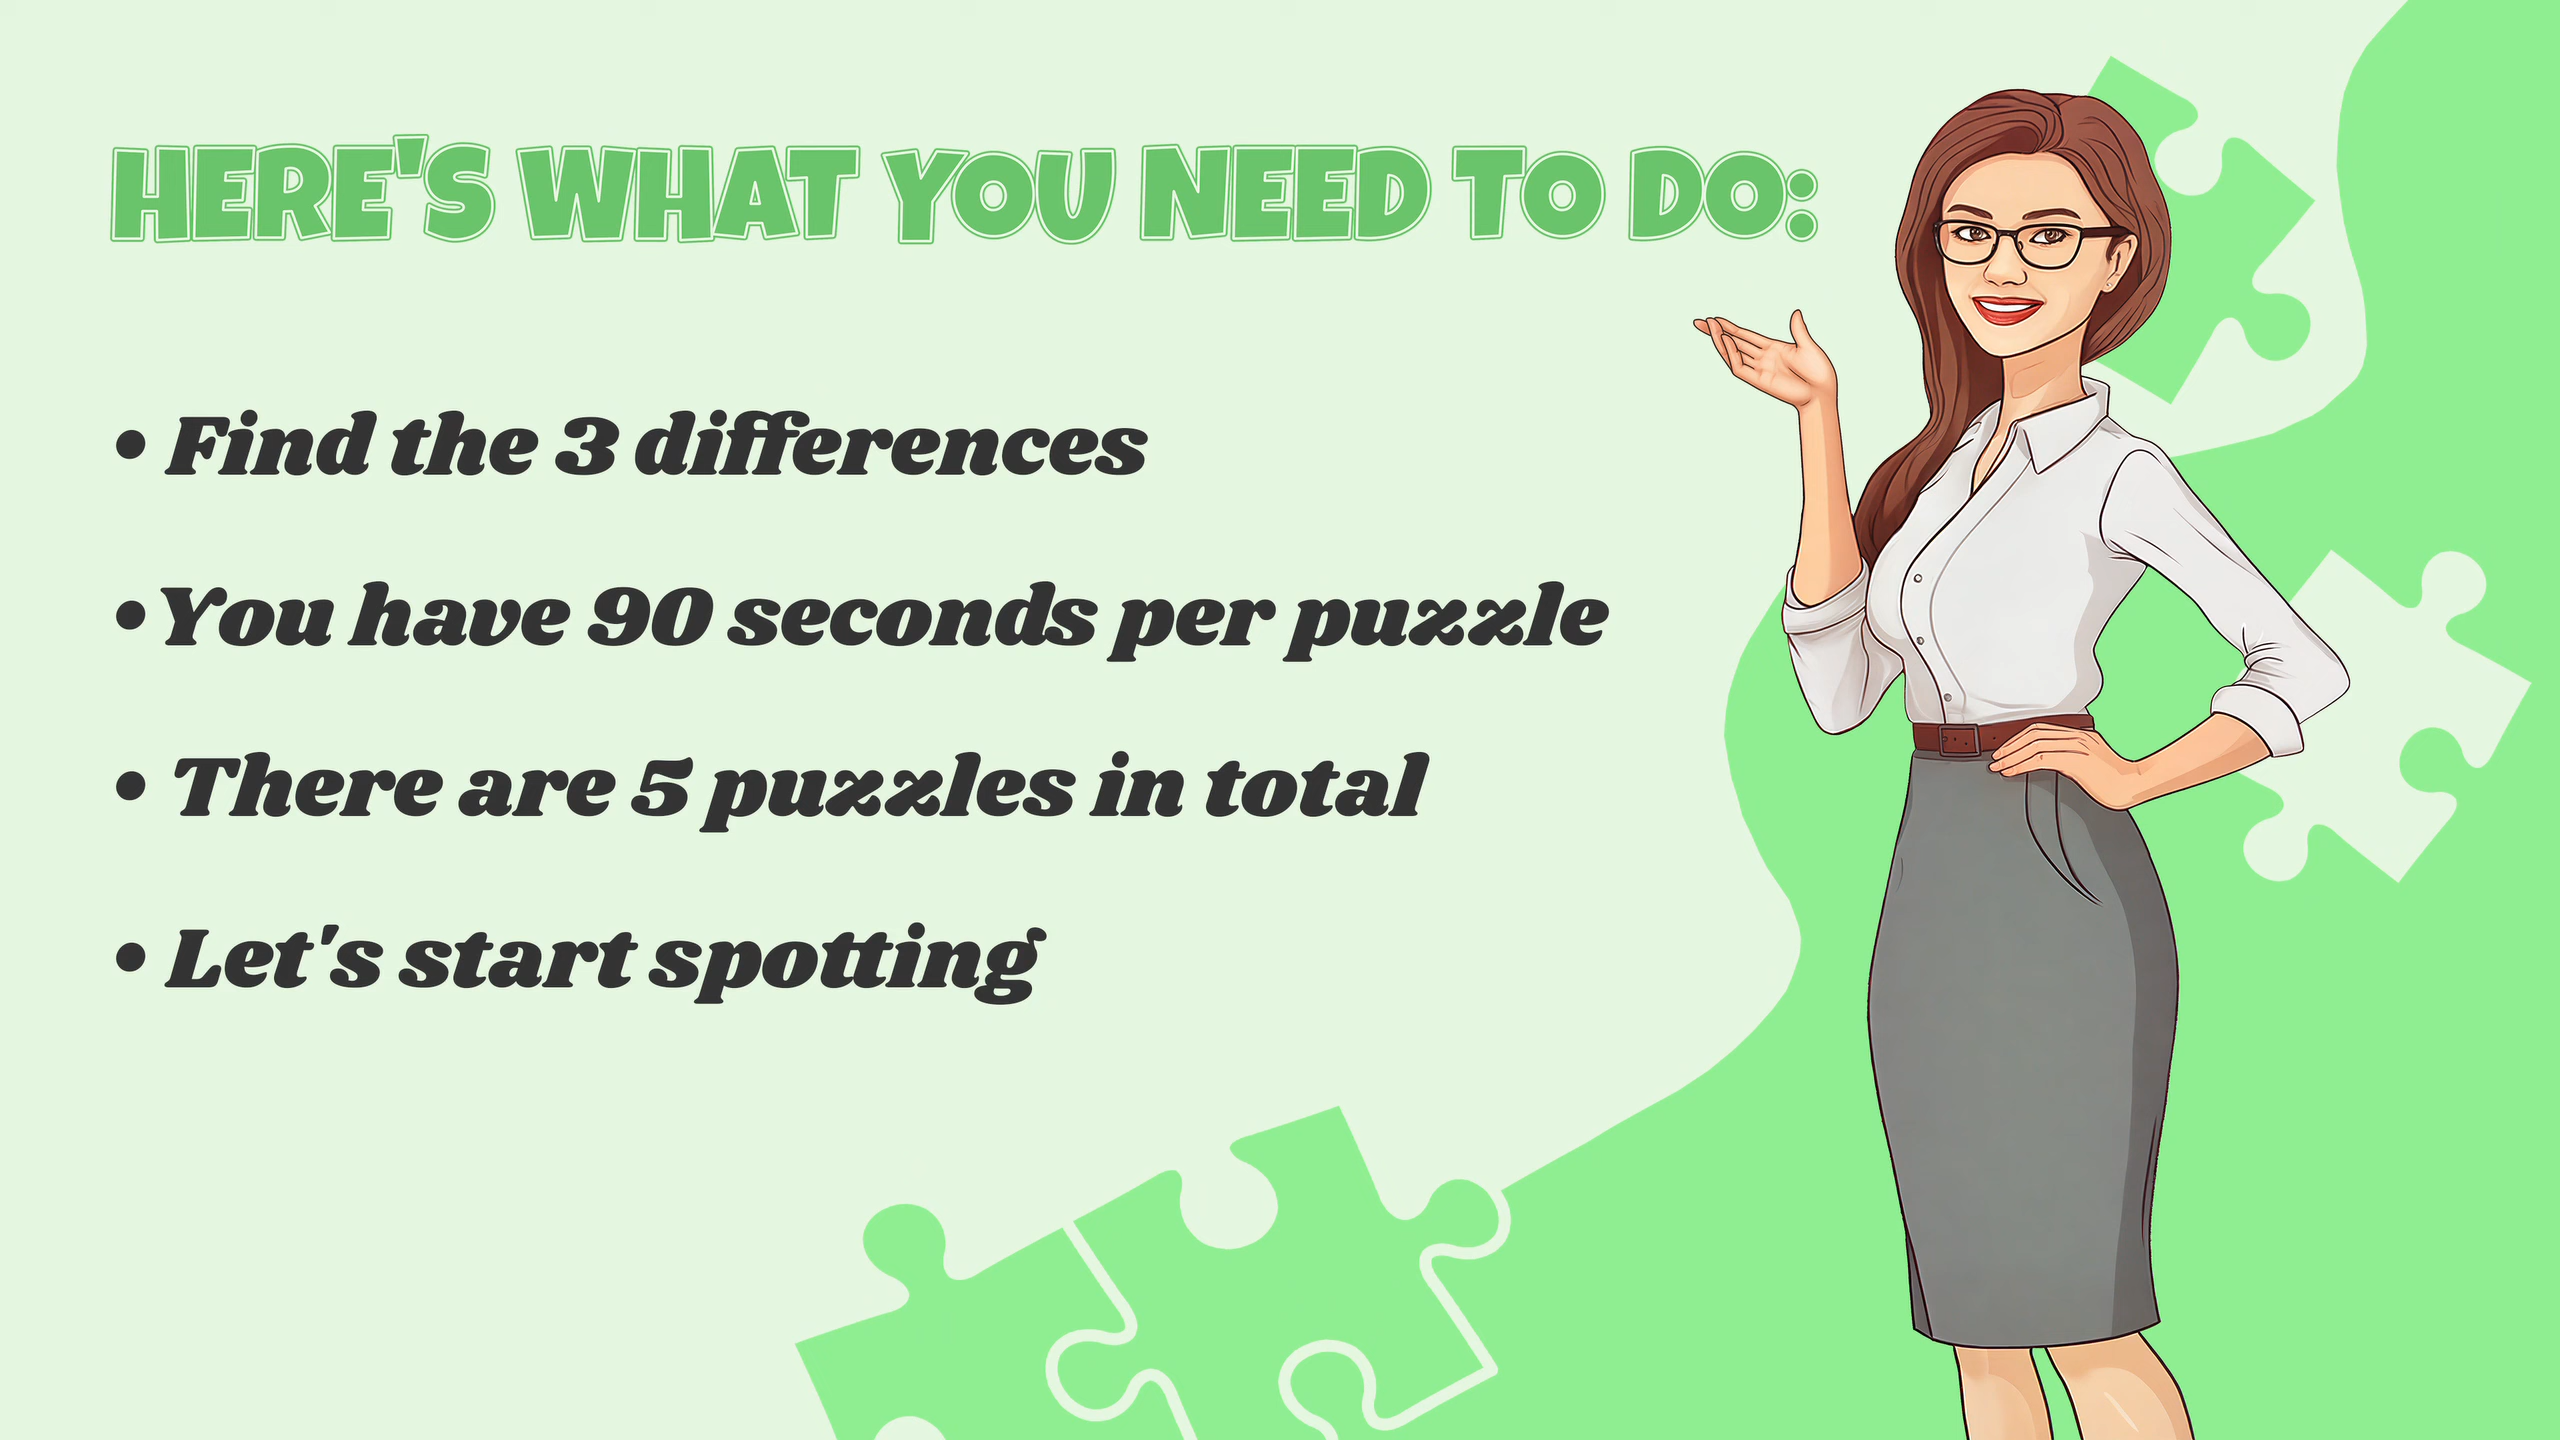 HERE'S WHAT YOU NEED TO DO:
• Find the 3 differences
• You have 90 seconds per puzzle
• There are 5 puzzles in total
• Let's start spotting